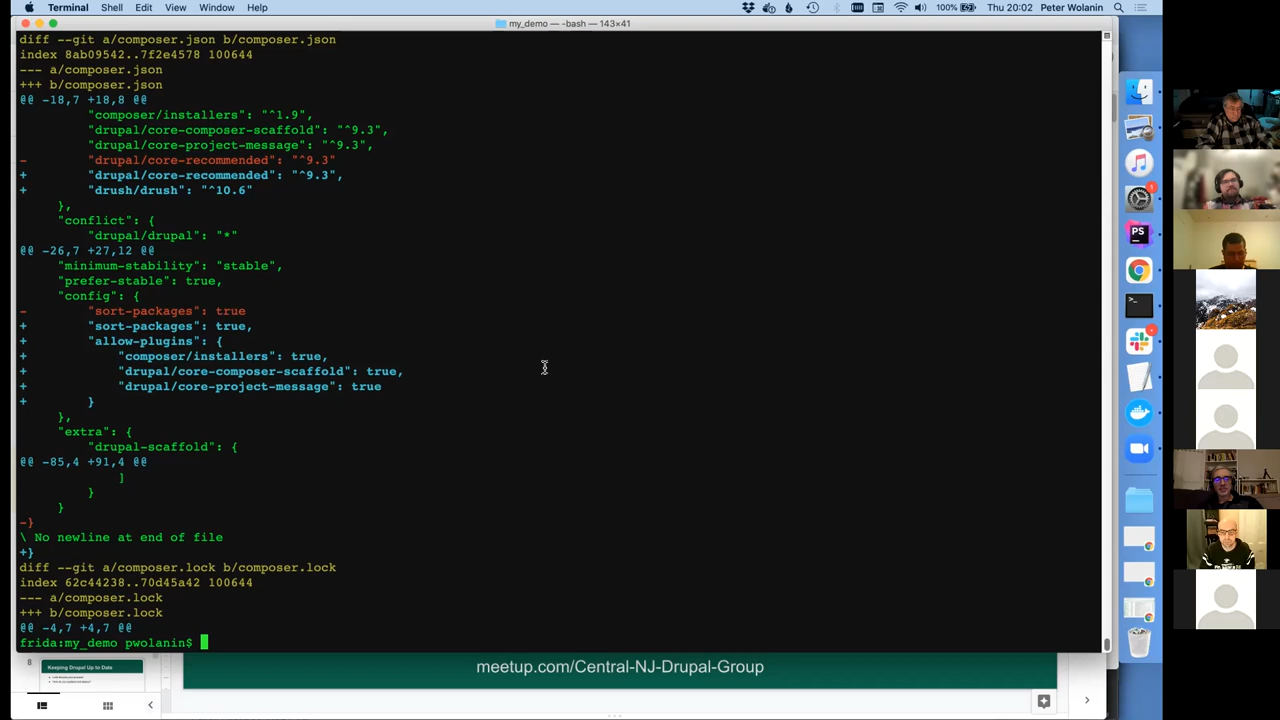 Terminal Shell Edit View Window Help 100% Thu 20:02 Peter Wolanin
my_demo — -bash — 143×41
diff --git a/composer.json b/composer.json
index 8ab09542..7f2e4578 100644
--- a/composer.json
+++ b/composer.json
@@ -18,7 +18,8 @@
"composer/installers": "^1.9",
"drupal/core-composer-scaffold": "^9.3",
"drupal/core-project-message": "^9.3",
- "drupal/core-recommended": "^9.3"
+ "drupal/core-recommended": "^9.3",
+ "drush/drush": "^10.6"
},
"conflict": {
"drupal/drupal": "*"
@@ -26,7 +27,12 @@
"minimum-stability": "stable",
"prefer-stable": true,
"config": {
- "sort-packages": true
+ "sort-packages": true,
+ "allow-plugins": {
+ "composer/installers": true,
+ "drupal/core-composer-scaffold": true,
+ "drupal/core-project-message": true
+ }
},
"extra": {
"drupal-scaffold": {
@@ -85,4 +91,4 @@
]
}
}
-}
\ No newline at end of file
+}
diff --git a/composer.lock b/composer.lock
index 62c44238..70d45a42 100644
--- a/composer.lock
+++ b/composer.lock
@@ -4,7 +4,7 @@
frida:my_demo pwolanin$
8 Keeping Drupal Up to Date
meetup.com/Central-NJ-Drupal-Group
PS